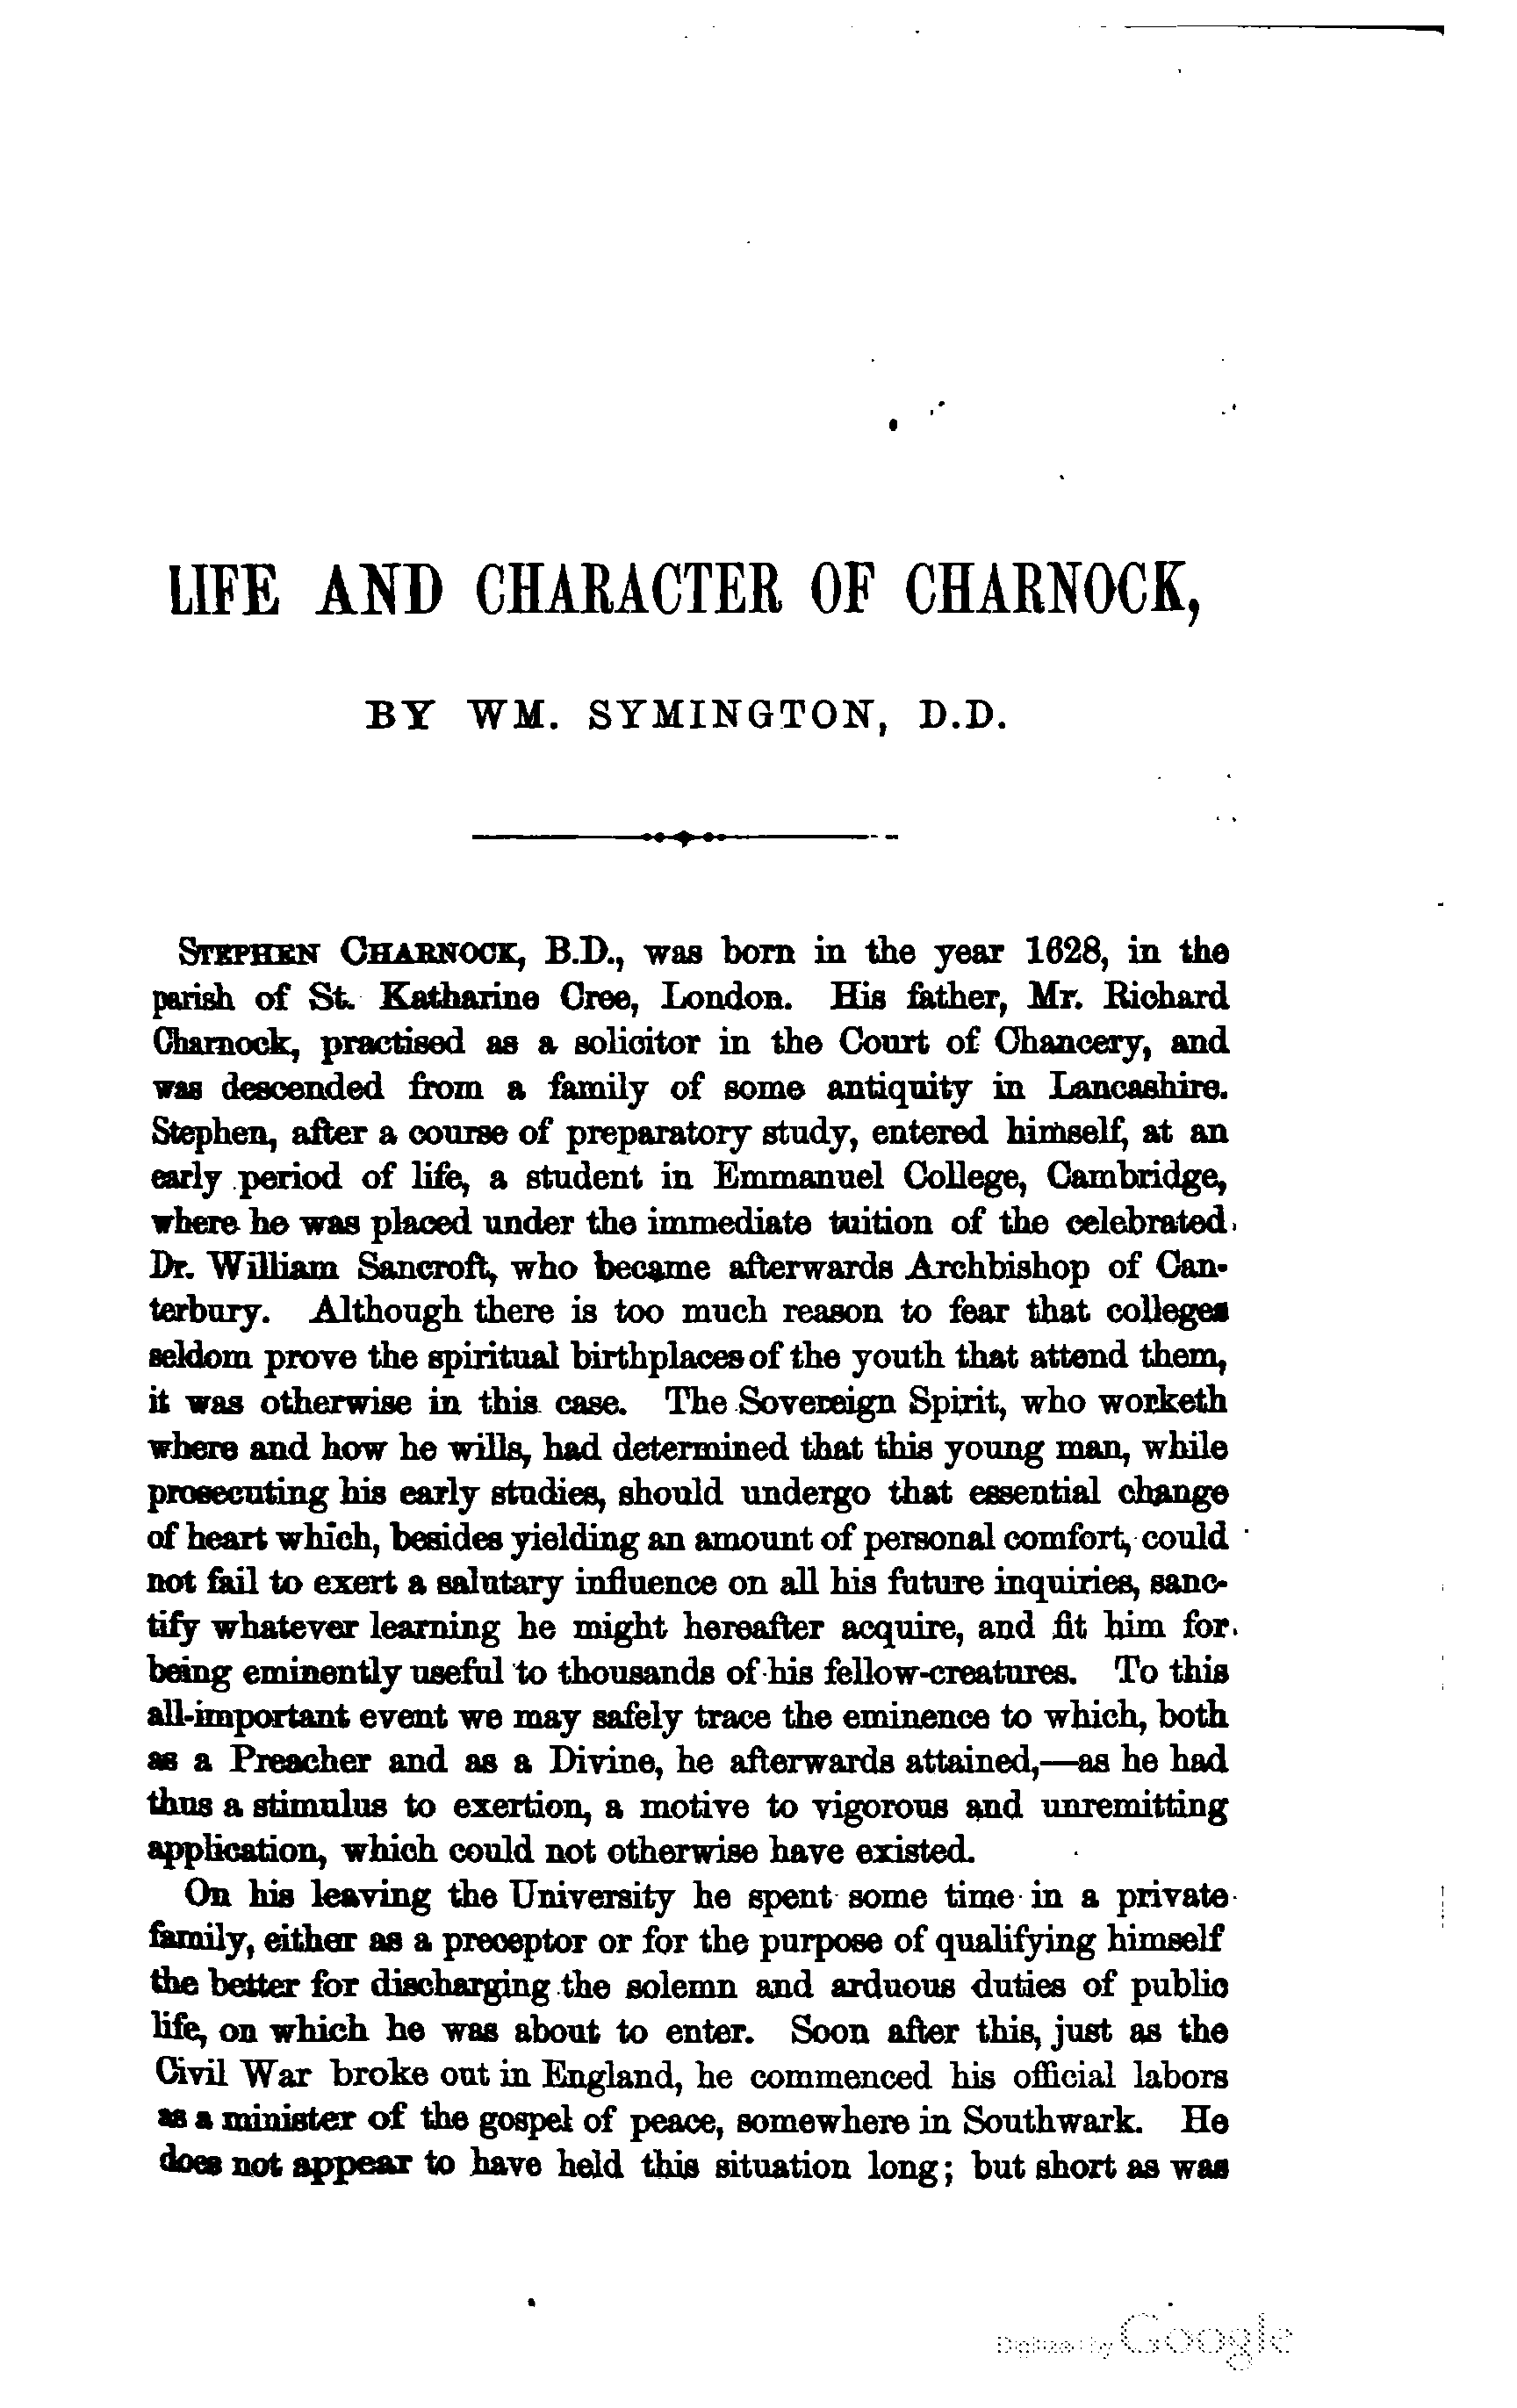 LIFE AND CHARACTER OF CHARNOCK,
BY WM. SYMINGTON, D.D.
STEPHEN CHARNOCK, B.D., was born in the year 1628, in the
parish of St. Katharine Cree, London. His father, Mr. Richard
Charnock, practised as a solicitor in the Court of Chancery, and
was descended from a family of some antiquity in Lancashire.
Stephen, after a course of preparatory study, entered himself, at an
early period of life, a student in Emmanuel College, Cambridge,
where he was placed under the immediate tuition of the celebrated
Dr. William Sancroft, who became afterwards Archbishop of Can-
terbury. Although there is too much reason to fear that colleges
seldom prove the spiritual birthplaces of the youth that attend them,
it was otherwise in this case. The Sovereign Spirit, who worketh
where and how he wills, had determined that this young man, while
prosecuting his early studies, should undergo that essential change
of heart which, besides yielding an amount of personal comfort, could
not fail to exert a salutary influence on all his future inquiries, sanc-
tify whatever learning he might hereafter acquire, and fit him for
being eminently useful to thousands of his fellow-creatures. To this
all-important event we may safely trace the eminence to which, both
as a Preacher and as a Divine, he afterwards attained,—as he had
thus a stimulus to exertion, a motive to vigorous and unremitting
application, which could not otherwise have existed.
On his leaving the University he spent some time in a private
family, either as a preceptor or for the purpose of qualifying himself
the better for discharging the solemn and arduous duties of public
life, on which he was about to enter. Soon after this, just as the
Civil War broke out in England, he commenced his official labors
as a minister of the gospel of peace, somewhere in Southwark. He
does not appear to have held this situation long; but short as was
Digitized by Google